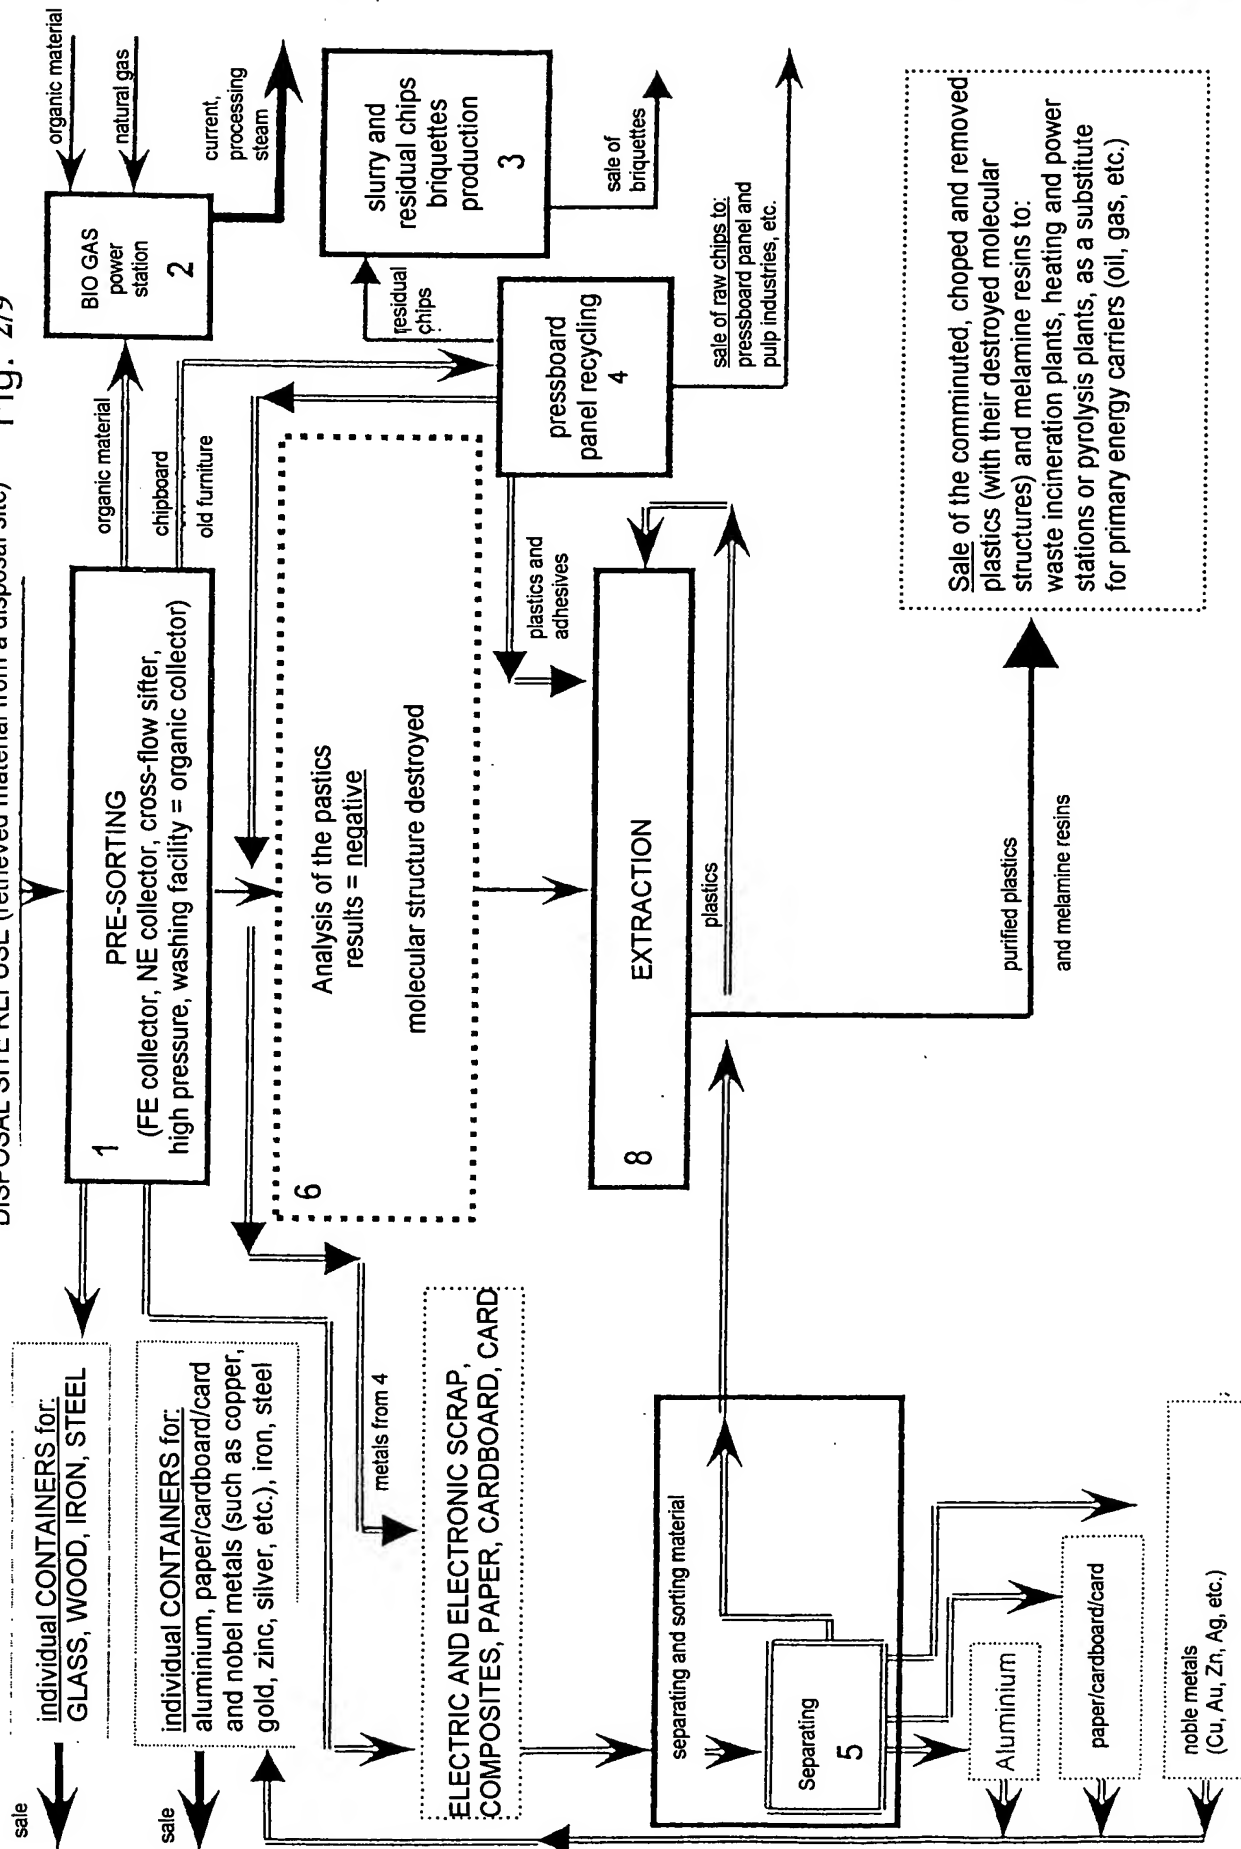 Fig. 2/9
DISPOSAL SITE REFUSE (retrieved material from a disposal site)
sale
individual CONTAINERS for:
GLASS, WOOD, IRON, STEEL
1
PRE-SORTING
(FE collector, NE collector, cross-flow sifter,
high pressure, washing facility = organic collector)
organic material
BIO GAS
power
station
2
organic material
natural gas
current,
processing
steam
sale
individual CONTAINERS for:
aluminium, paper/cardboard/card
and nobel metals (such as copper,
gold, zinc, silver, etc.), iron, steel
chipboard
old furniture
6
Analysis of the pastics
results = negative
molecular structure destroyed
residual
chips
slurry and
residual chips
briquettes
production
3
sale of
briquettes
metals from 4
pressboard
panel recycling
4
plastics and
adhesives
sale of raw chips to:
pressboard panel and
pulp industries, etc.
ELECTRIC AND ELECTRONIC SCRAP,
COMPOSITES, PAPER, CARDBOARD, CARD
8
EXTRACTION
separating and sorting material
plastics
Separating
5
Aluminium
paper/cardboard/card
noble metals
(Cu, Au, Zn, Ag, etc.)
purified plastics
and melamine resins
Sale of the comminuted, choped and removed
plastics (with their destroyed molecular
structures) and melamine resins to:
waste incineration plants, heating and power
stations or pyrolysis plants, as a substitute
for primary energy carriers (oil, gas, etc.)